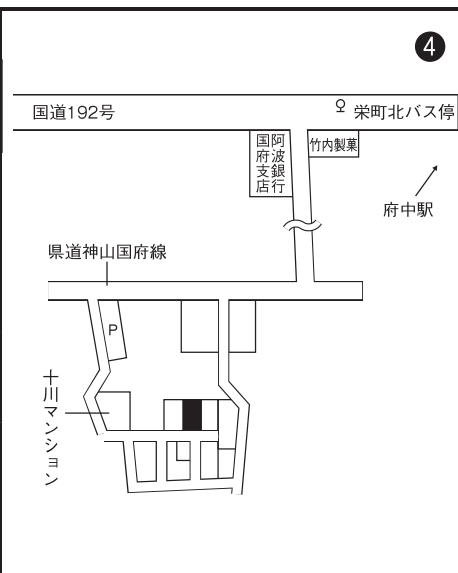 4
国道192号
栄町北バス停
阿波銀行
国府支店
竹内製菓
府中駅
県道神山国府線
P
十川マンション